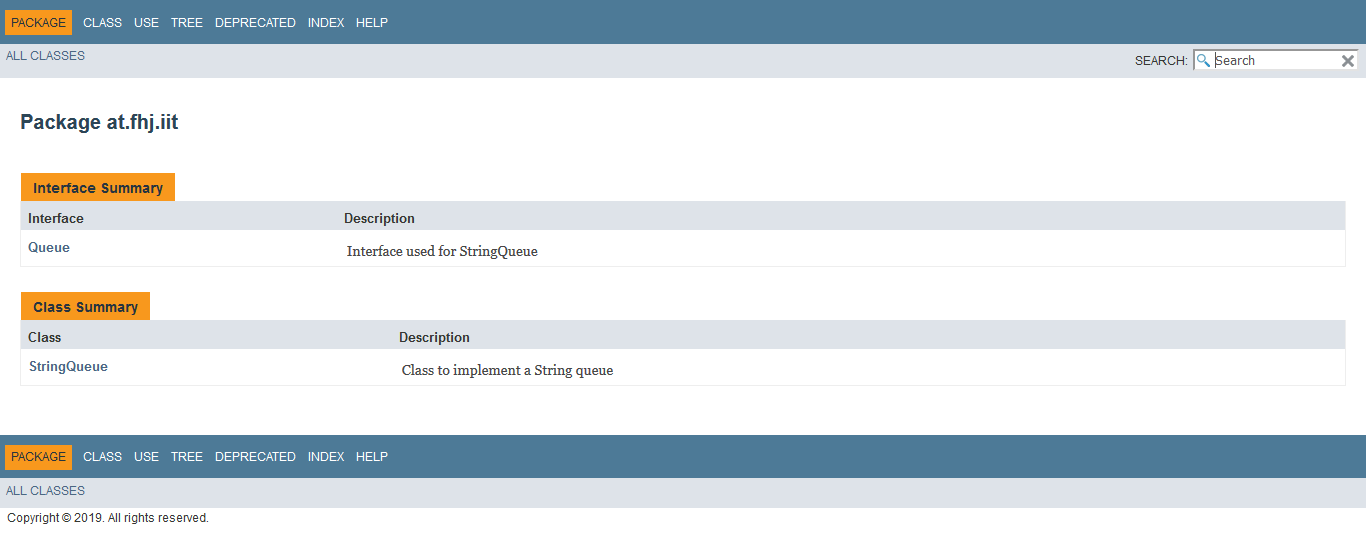 PACKAGE CLASS USE TREE DEPRECATED INDEX HELP
ALL CLASSES SEARCH: Search
Package at.fhj.iit
Interface Summary
Interface Description
Queue Interface used for StringQueue
Class Summary
Class Description
StringQueue Class to implement a String queue
PACKAGE CLASS USE TREE DEPRECATED INDEX HELP
ALL CLASSES
Copyright © 2019. All rights reserved.